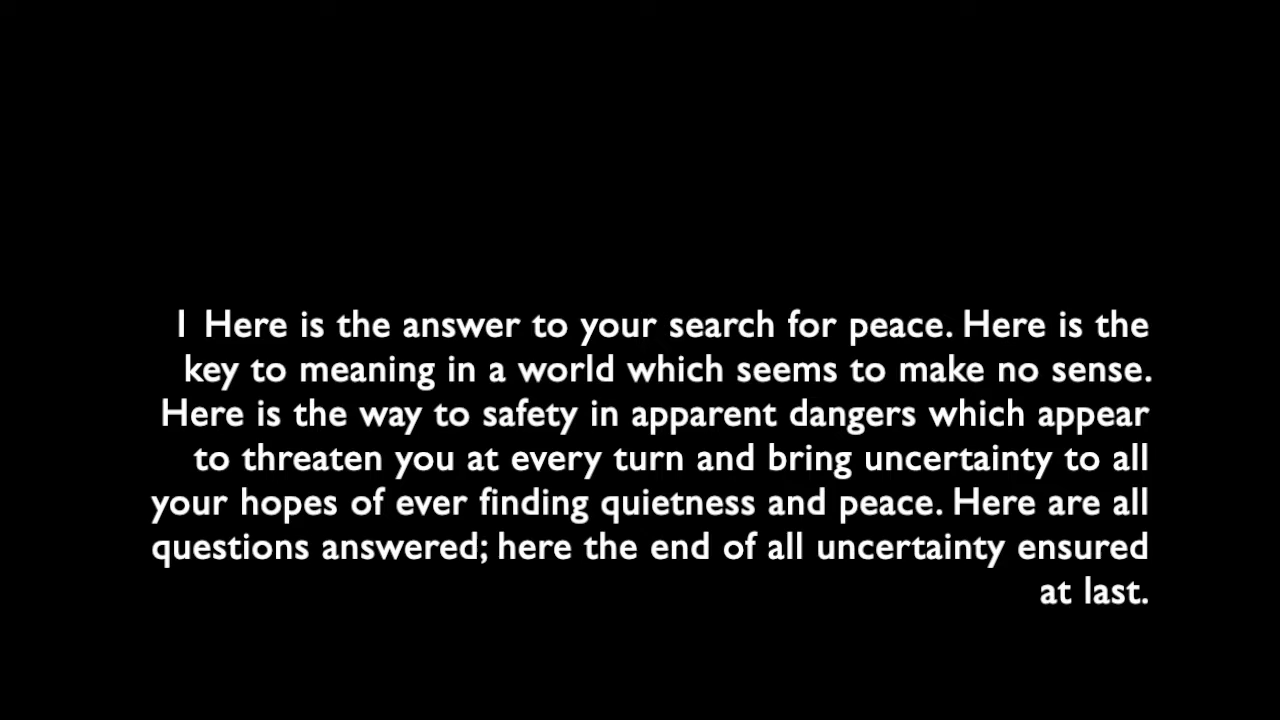 1 Here is the answer to your search for peace. Here is the
key to meaning in a world which seems to make no sense.
Here is the way to safety in apparent dangers which appear
to threaten you at every turn and bring uncertainty to all
your hopes of ever finding quietness and peace. Here are all
questions answered; here the end of all uncertainty ensured
at last.